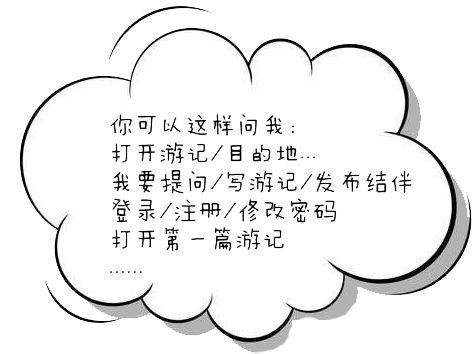 你可以这样问我:
打开游记/目的地...
我要提问/写游记/发布结伴
登录/注册/修改密码
打开第一篇游记
......